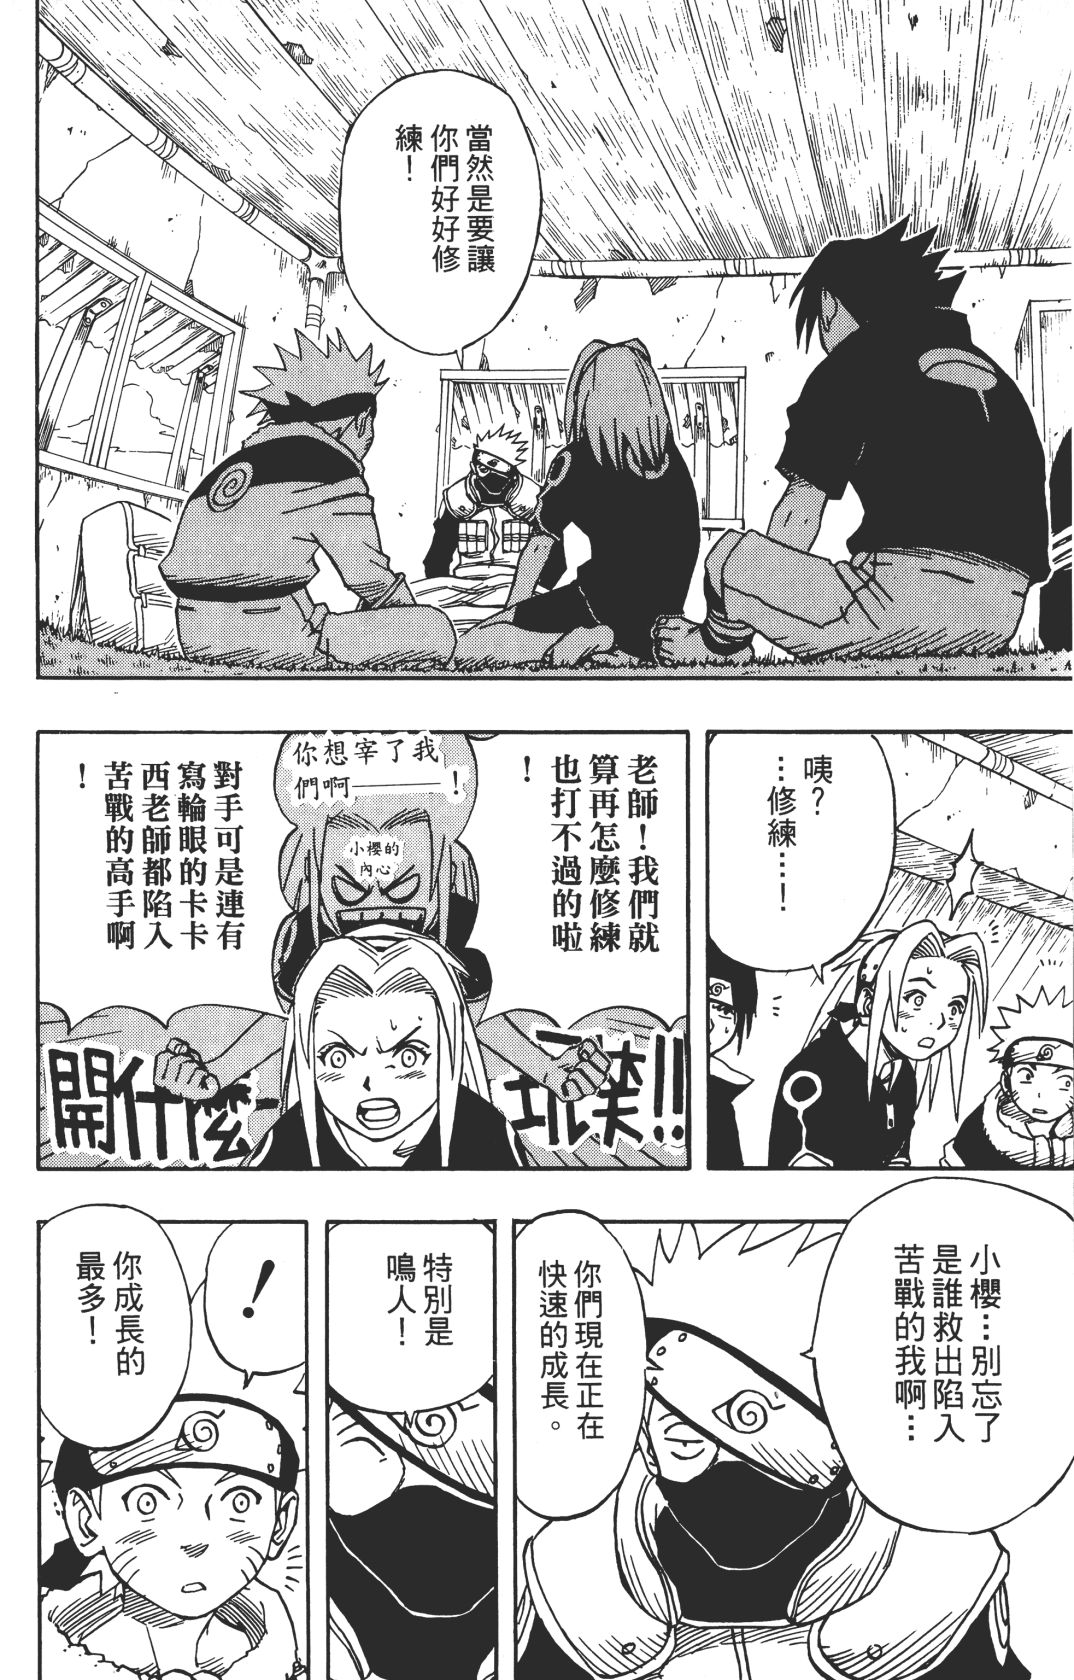 當然是要讓
你們好好修
練！
咦？
…修練…！
老師！我們就
算再怎麼修練
也打不過的啦
！
你想宰了我
們啊———！
小櫻的
內心
對手可是連有
寫輪眼的卡卡
西老師都陷入
苦戰的高手啊
！
開什麼
玩笑!!
小櫻…別忘了
是誰救出陷入
苦戰的我啊…
你們現在正在
快速的成長。
特別是
鳴人！
！
你成長的
最多！